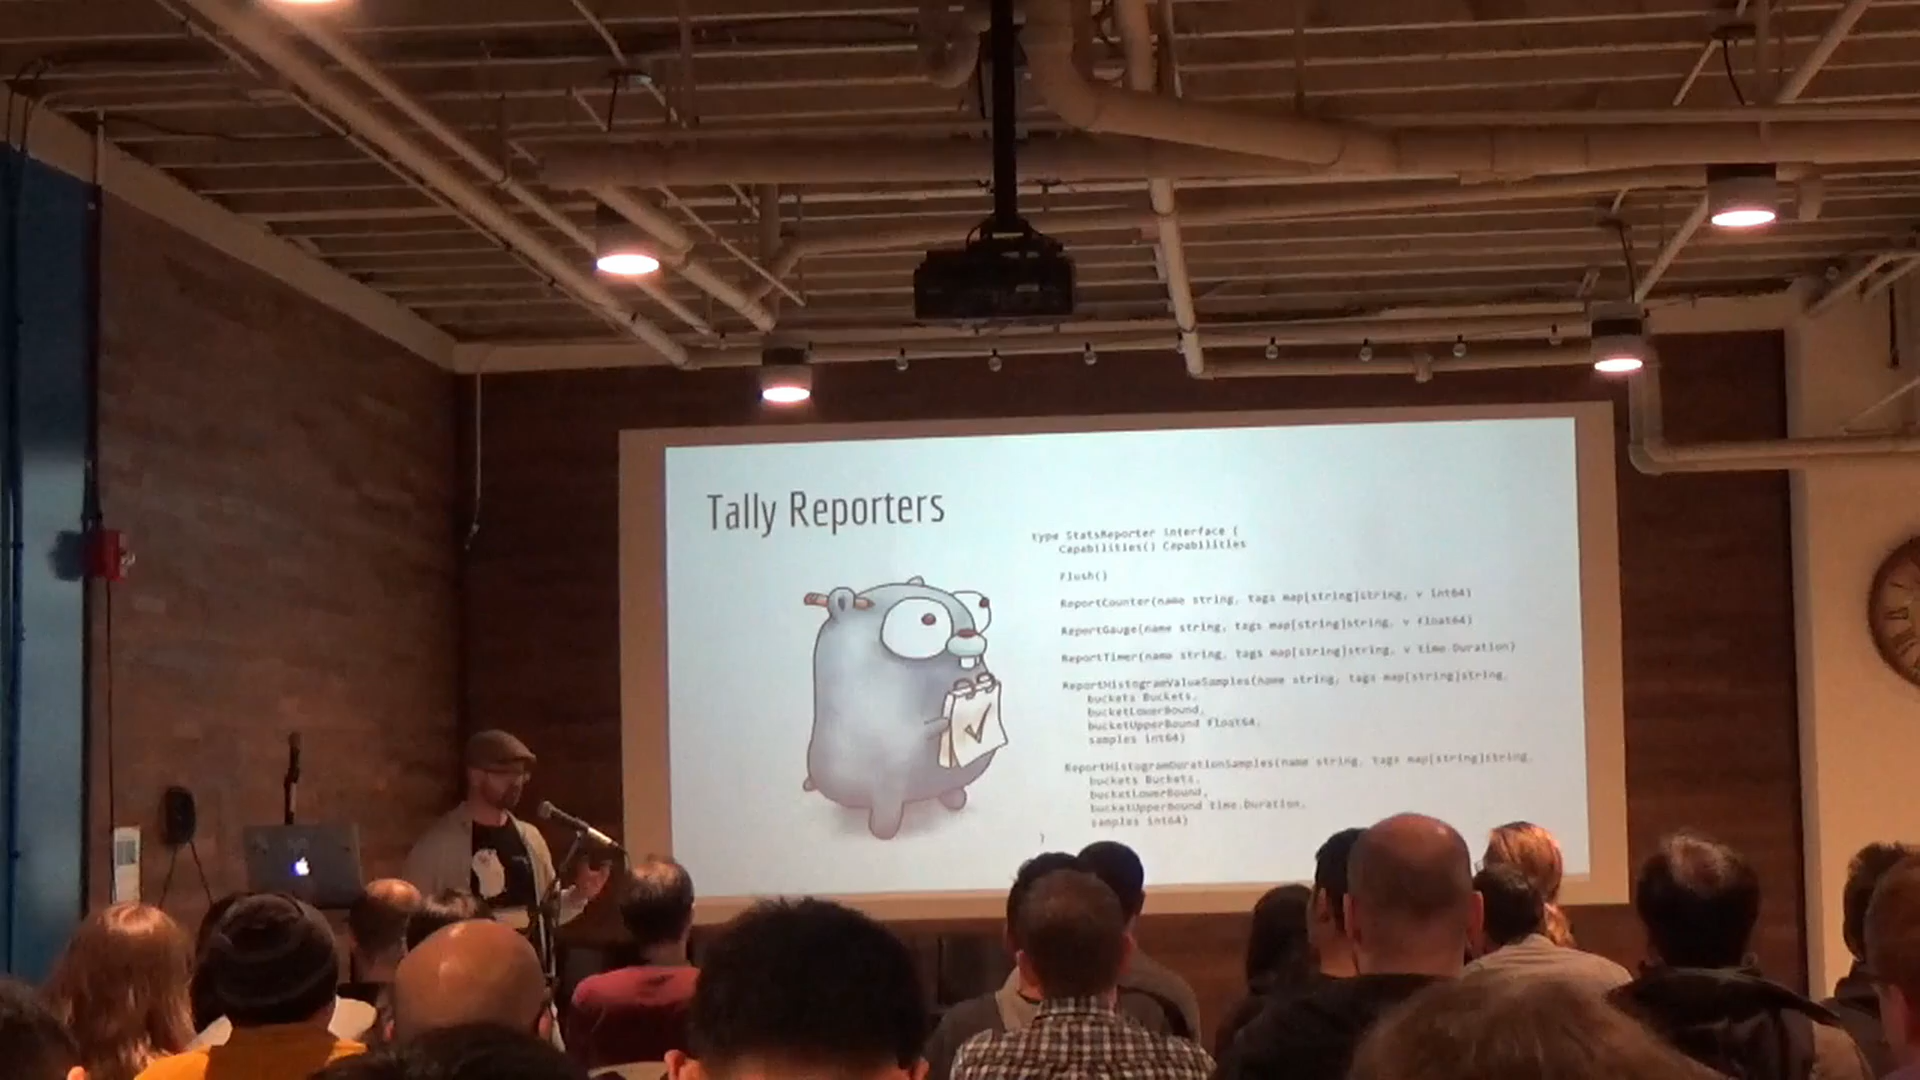 Tally Reporters
type StatsReporter interface {
Capabilities() Capabilities
Flush()
ReportCounter(name string, tags map[string]string, v int64)
ReportGauge(name string, tags map[string]string, v float64)
ReportTimer(name string, tags map[string]string, v time.Duration)
ReportHistogramValueSamples(name string, tags map[string]string,
buckets Buckets,
bucketLowerBound,
bucketUpperBound float64,
samples int64)
ReportHistogramDurationSamples(name string, tags map[string]string,
buckets Buckets,
bucketLowerBound,
bucketUpperBound time.Duration,
samples int64)
}